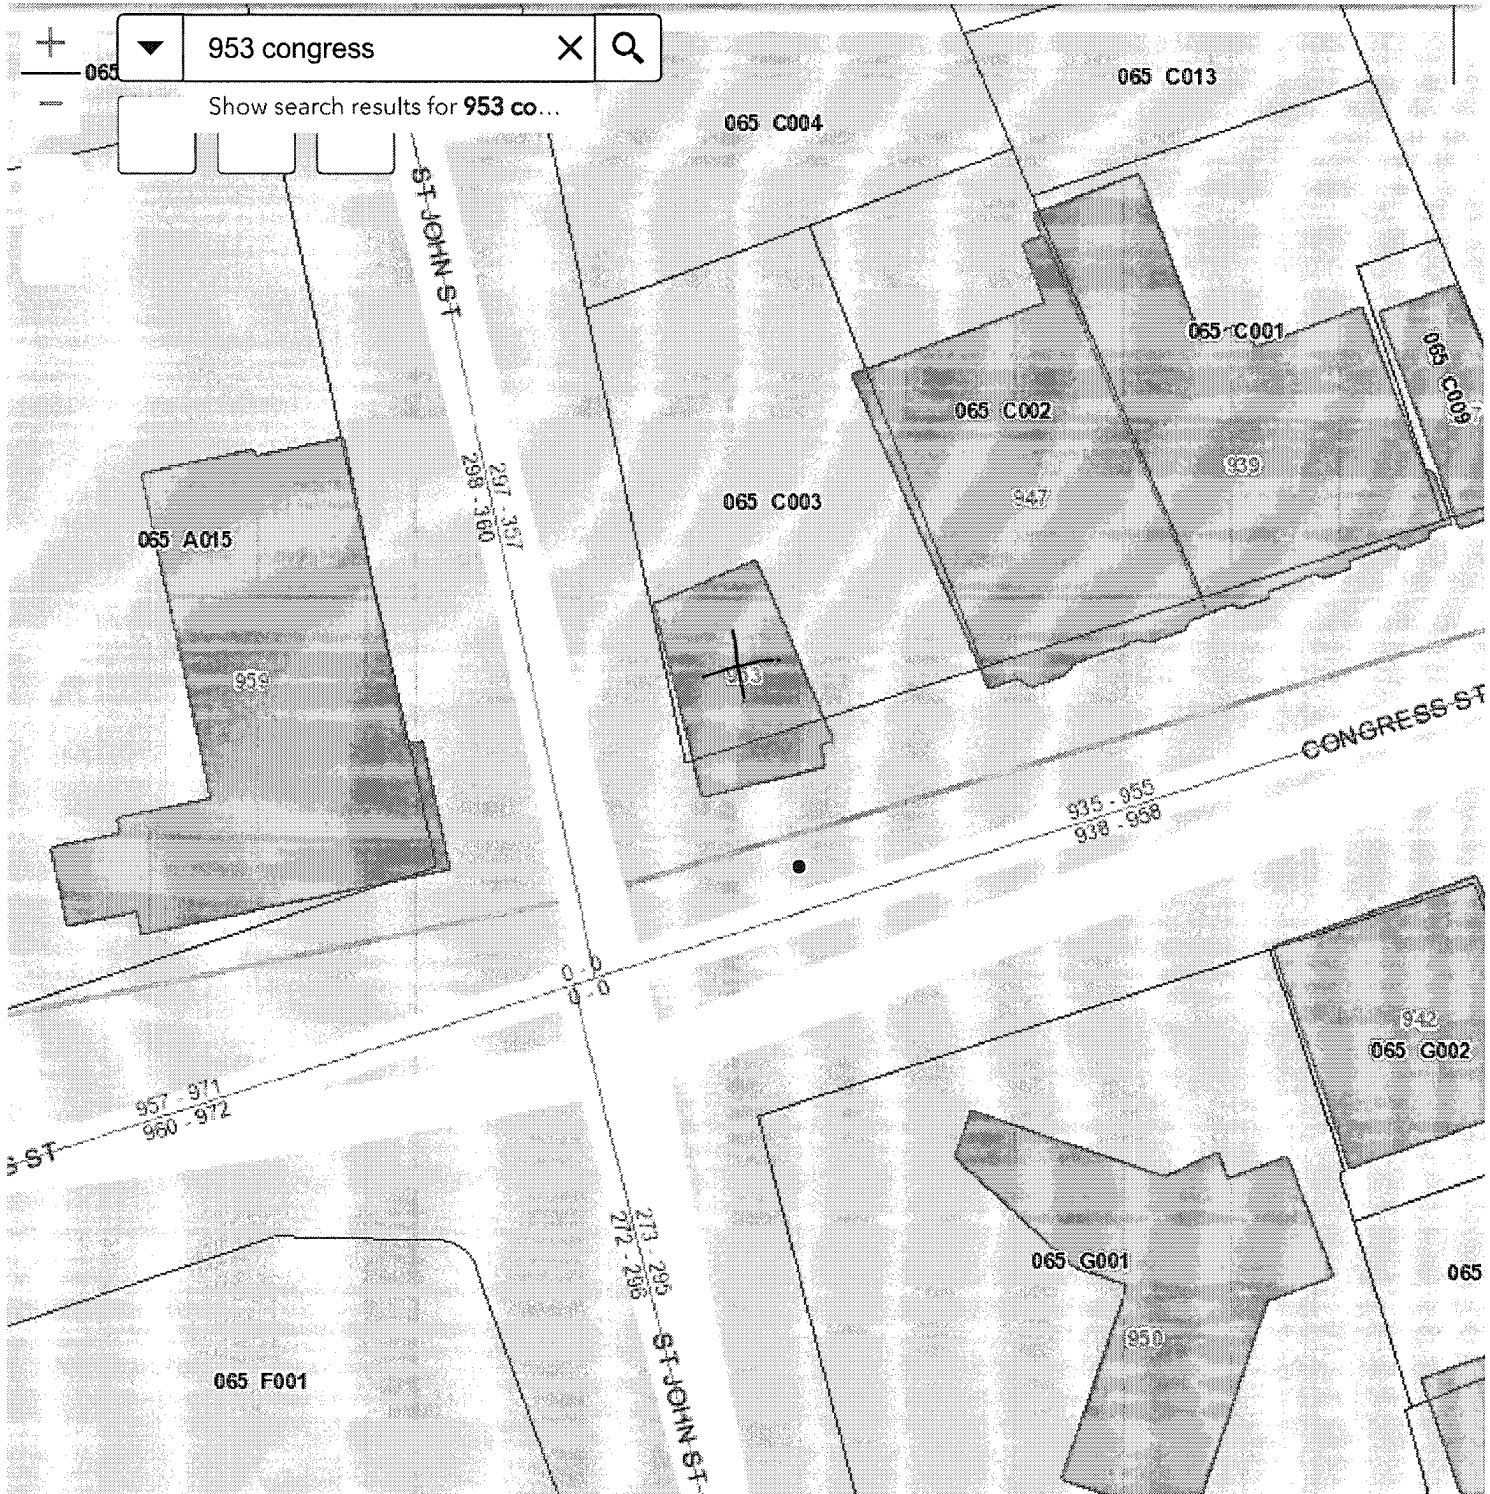 953 congress
065
Show search results for 953 co...
065 C013
065 C004
ST JOHN ST
065 C001
065 C009
065 C002
939
947
297 - 357
298 - 360
065 C003
065 A015
959
953
CONGRESS ST
935 - 955
938 - 958
0 - 0
0 - 0
942
065 G002
957 - 971
960 - 972
S ST
273 - 295
272 - 296
065 G001
065
950
ST JOHN ST
065 F001